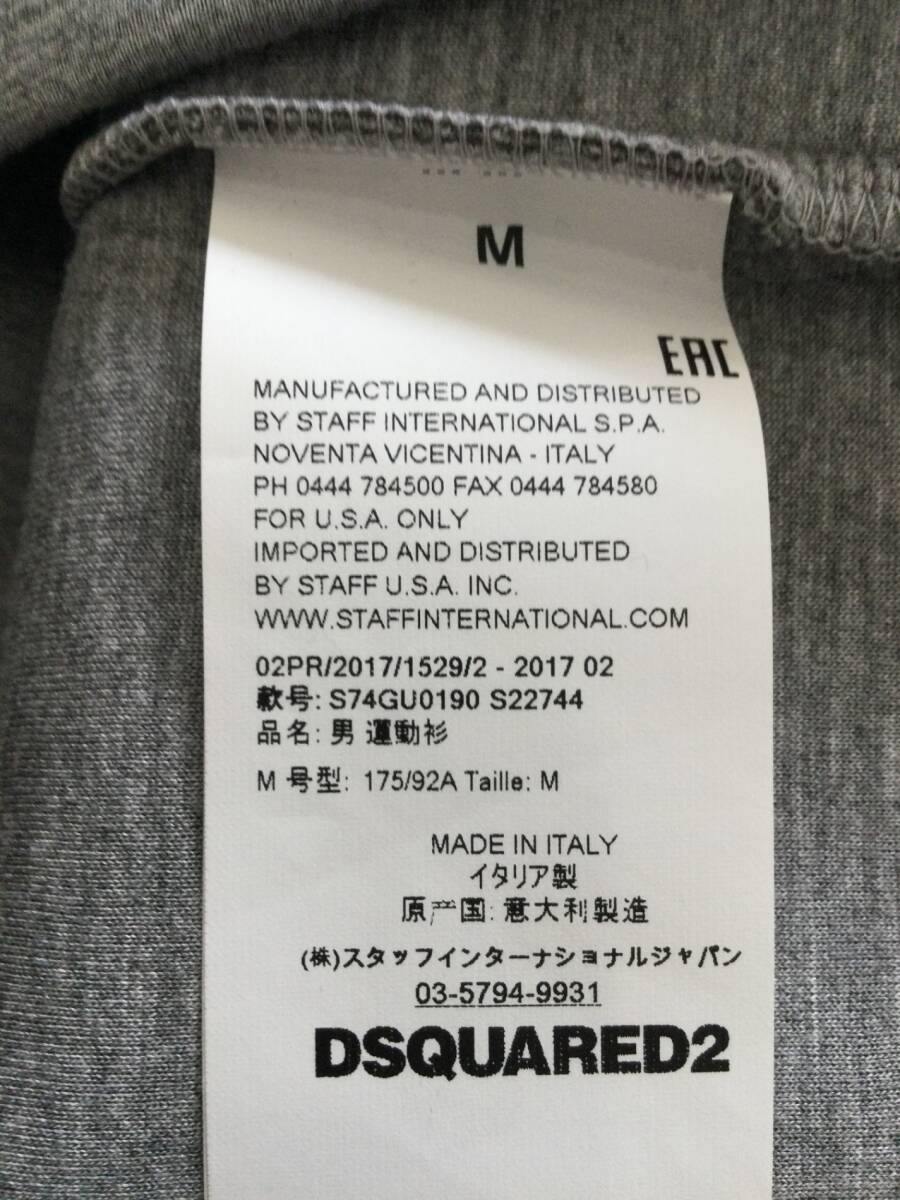 M
EAC
MANUFACTURED AND DISTRIBUTED
BY STAFF INTERNATIONAL S.P.A.
NOVENTA VICENTINA - ITALY
PH 0444 784500 FAX 0444 784580
FOR U.S.A. ONLY
IMPORTED AND DISTRIBUTED
BY STAFF U.S.A. INC.
WWW.STAFFINTERNATIONAL.COM
02PR/2017/1529/2 - 2017 02
款号: S74GU0190 S22744
品名: 男 運動衫
M 号型: 175/92A Taille: M
MADE IN ITALY
イタリア製
原产国: 意大利製造
(株)スタッフインターナショナルジャパン
03-5794-9931
DSQUARED2